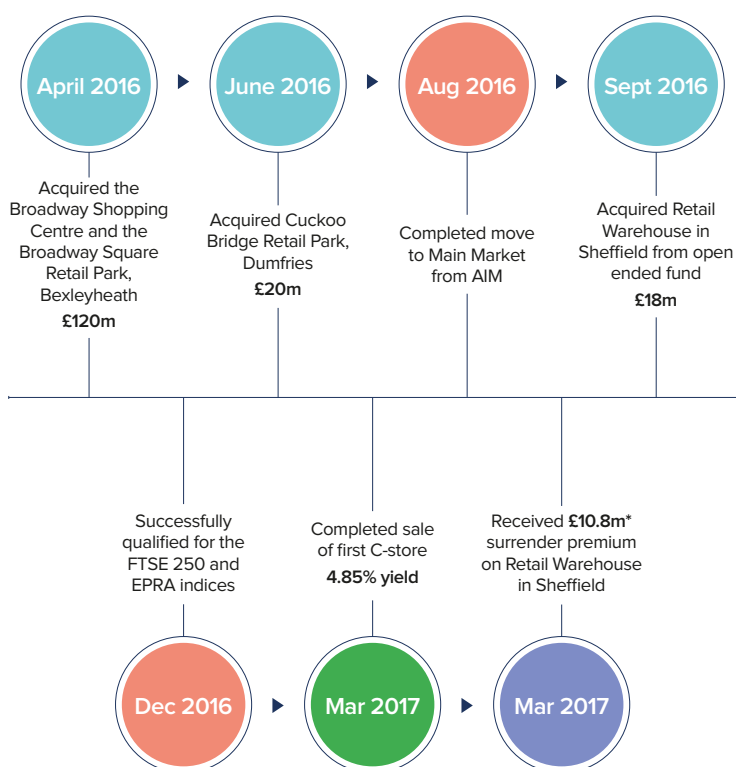 April 2016
Acquired the
Broadway Shopping
Centre and the
Broadway Square
Retail Park,
Bexleyheath
£120m
June 2016
Acquired Cuckoo
Bridge Retail Park,
Dumfries
£20m
Aug 2016
Completed move
to Main Market
from AIM
Sept 2016
Acquired Retail
Warehouse in
Sheffield from open
ended fund
£18m
Successfully
qualified for the
FTSE 250 and
EPRA indices
Dec 2016
Completed sale
of first C-store
4.85% yield
Mar 2017
Received £10.8m*
surrender premium
on Retail Warehouse
in Sheffield
Mar 2017